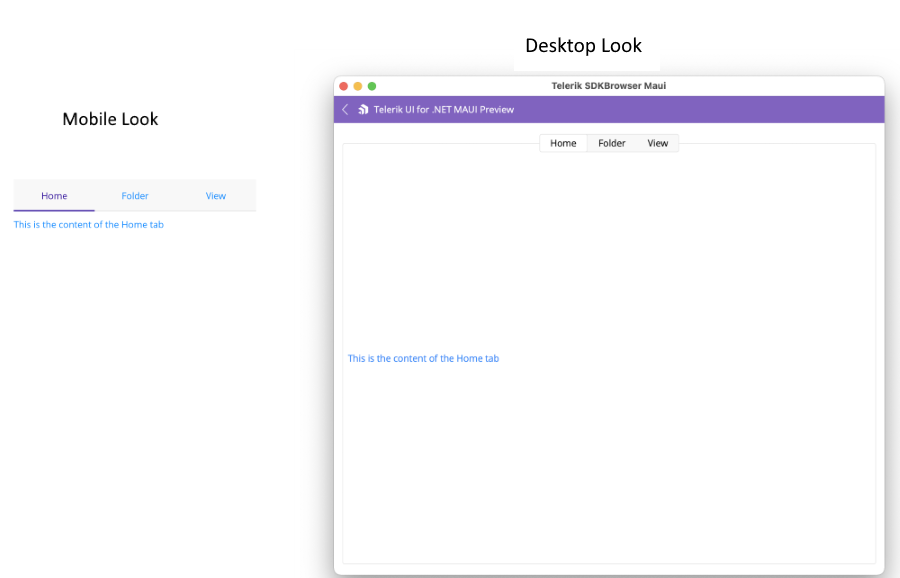 Desktop Look
Telerik SDKBrowser Maui
Telerik UI for .NET MAUI Preview
Home Folder View
This is the content of the Home tab
Mobile Look
Home Folder View
This is the content of the Home tab